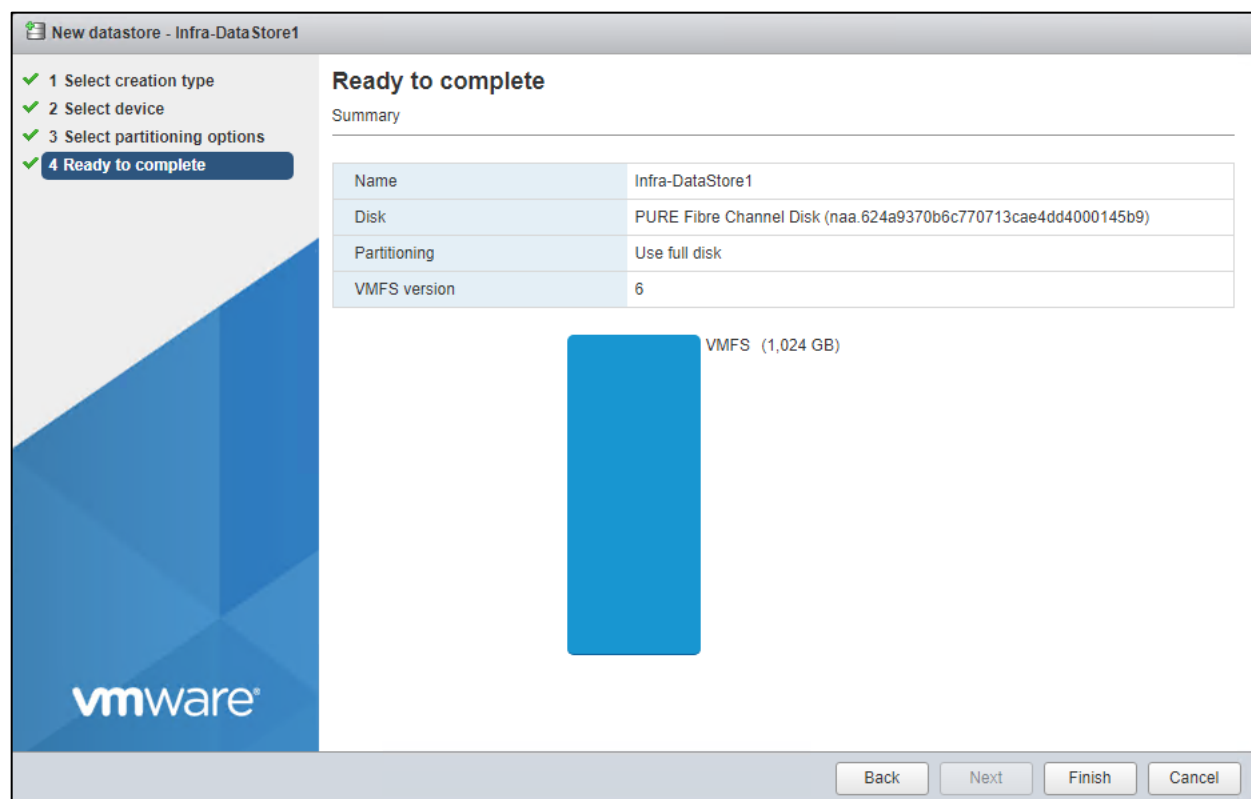 New datastore - Infra-DataStore1
1 Select creation type
2 Select device
3 Select partitioning options
4 Ready to complete
Ready to complete
Summary
Name Infra-DataStore1
Disk PURE Fibre Channel Disk (naa.624a9370b6c770713cae4dd4000145b9)
Partitioning Use full disk
VMFS version 6
VMFS (1,024 GB)
vmware®
Back Next Finish Cancel